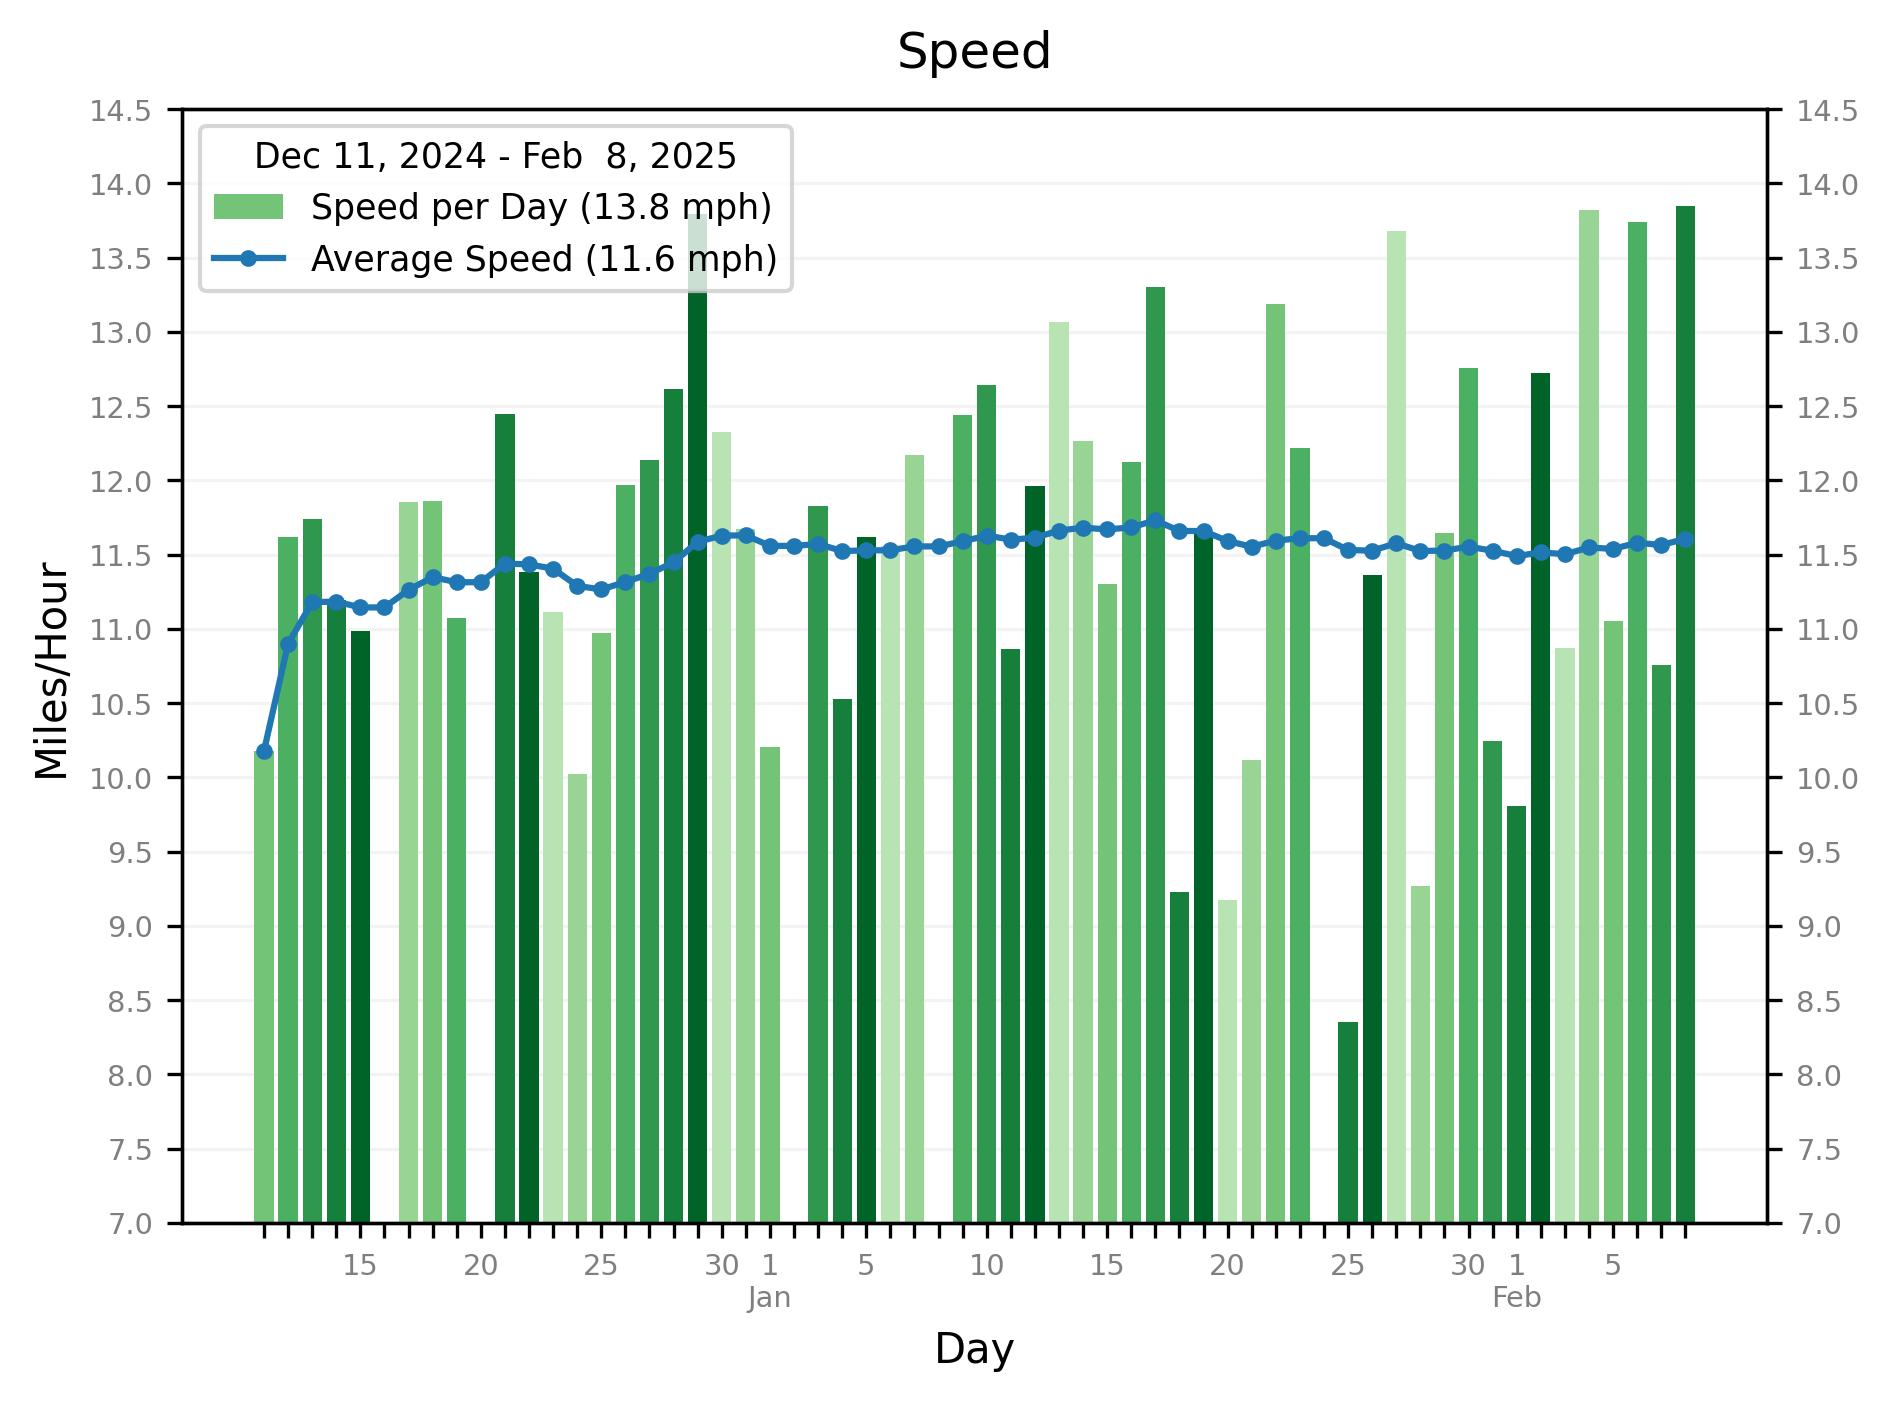 Speed
14.5 14.5
Dec 11, 2024 - Feb  8, 2025
14.0 14.0
Speed per Day (13.8 mph)
13.5 Average Speed (11.6 mph) 13.5
13.0 13.0
12.5 12.5
12.0 12.0
11.5 11.5
11.0 11.0
Miles/Hour
10.5 10.5
10.0 10.0
9.5 9.5
9.0 9.0
8.5 8.5
8.0 8.0
7.5 7.5
7.0 7.0
15 20 25 30 1 5 10 15 20 25 30 1 5
Jan Feb
Day